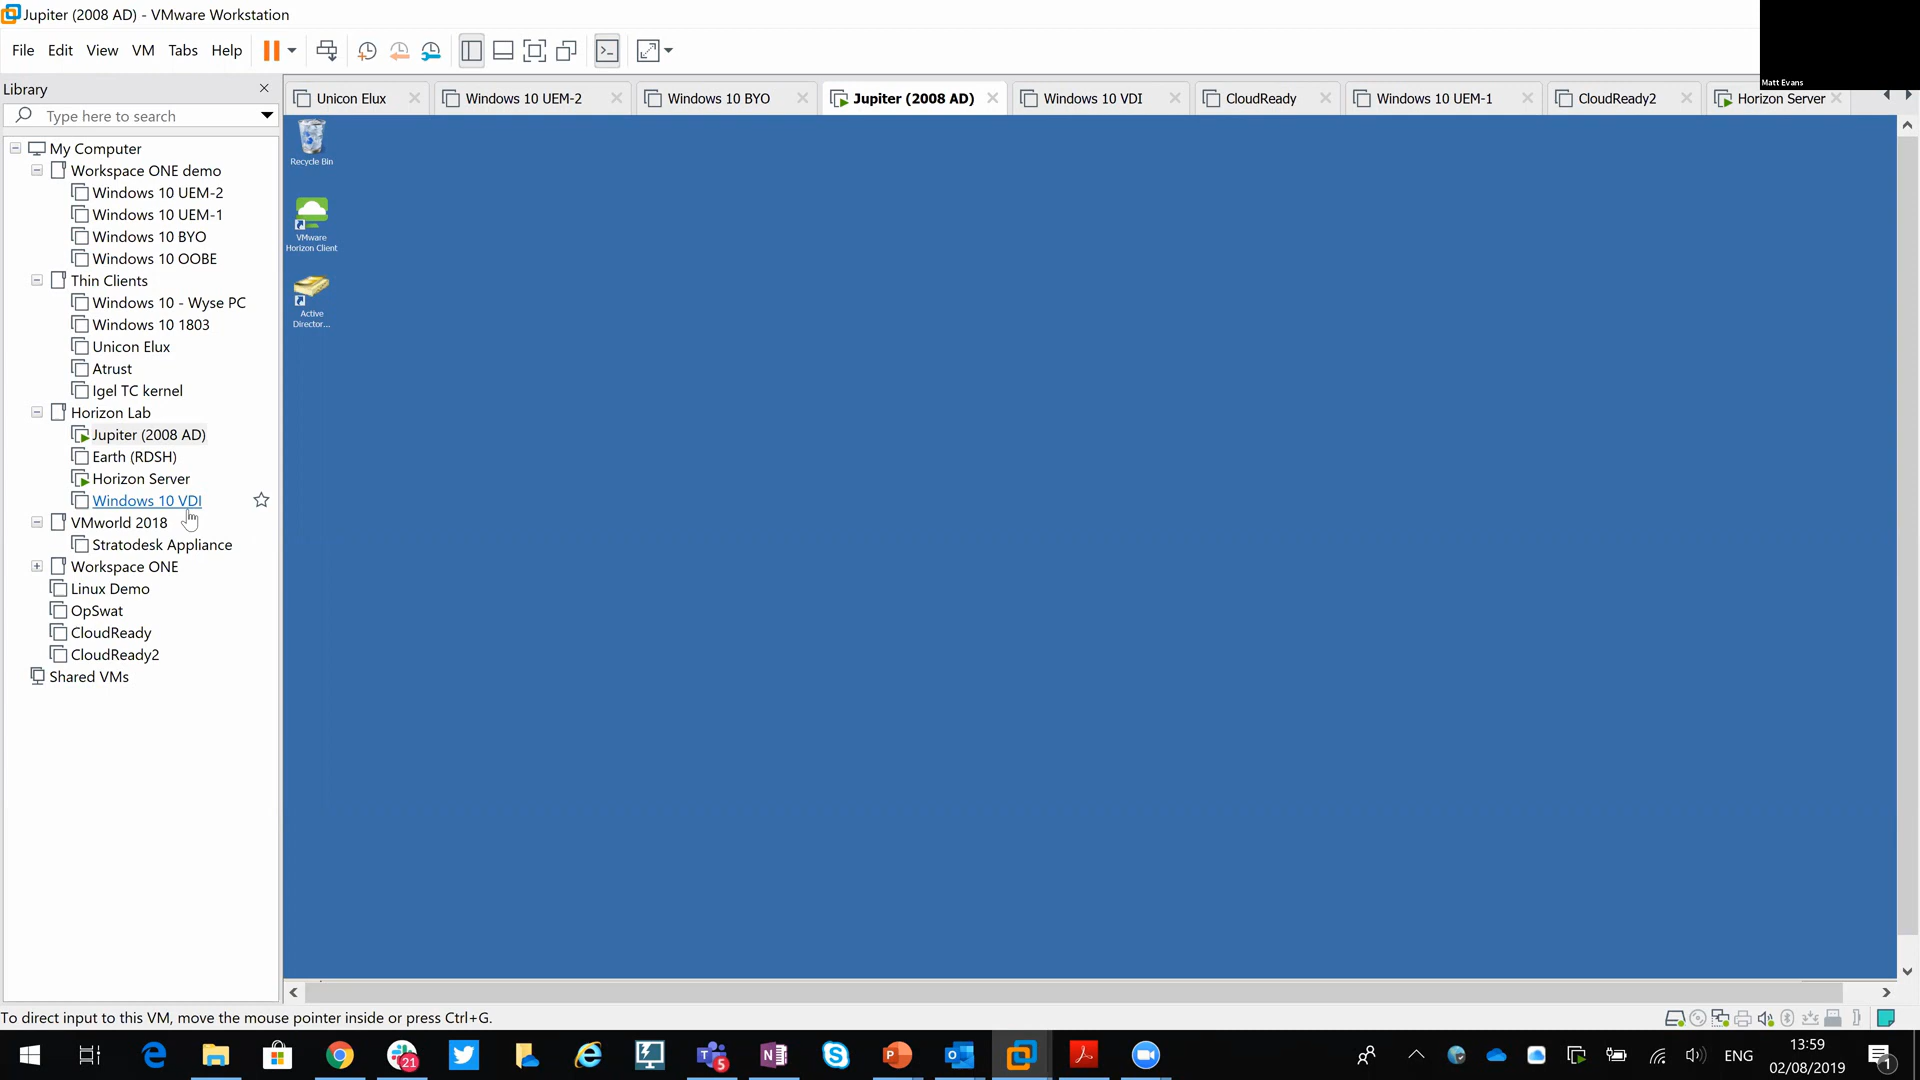 Jupiter (2008 AD) - VMware Workstation
File Edit View VM Tabs Help
Matt Evans
Library
Type here to search
Unicon Elux
Windows 10 UEM-2
Windows 10 BYO
Jupiter (2008 AD)
Windows 10 VDI
CloudReady
Windows 10 UEM-1
CloudReady2
Horizon Server
My Computer
Workspace ONE demo
Windows 10 UEM-2
Windows 10 UEM-1
Windows 10 BYO
Windows 10 OOBE
Thin Clients
Windows 10 - Wyse PC
Windows 10 1803
Unicon Elux
Atrust
Igel TC kernel
Horizon Lab
Jupiter (2008 AD)
Earth (RDSH)
Horizon Server
Windows 10 VDI
VMworld 2018
Stratodesk Appliance
Workspace ONE
Linux Demo
OpSwat
CloudReady
CloudReady2
Shared VMs
Recycle Bin
VMware
Horizon Client
Active
Director...
To direct input to this VM, move the mouse pointer inside or press Ctrl+G.
21
5
ENG
13:59
02/08/2019
1